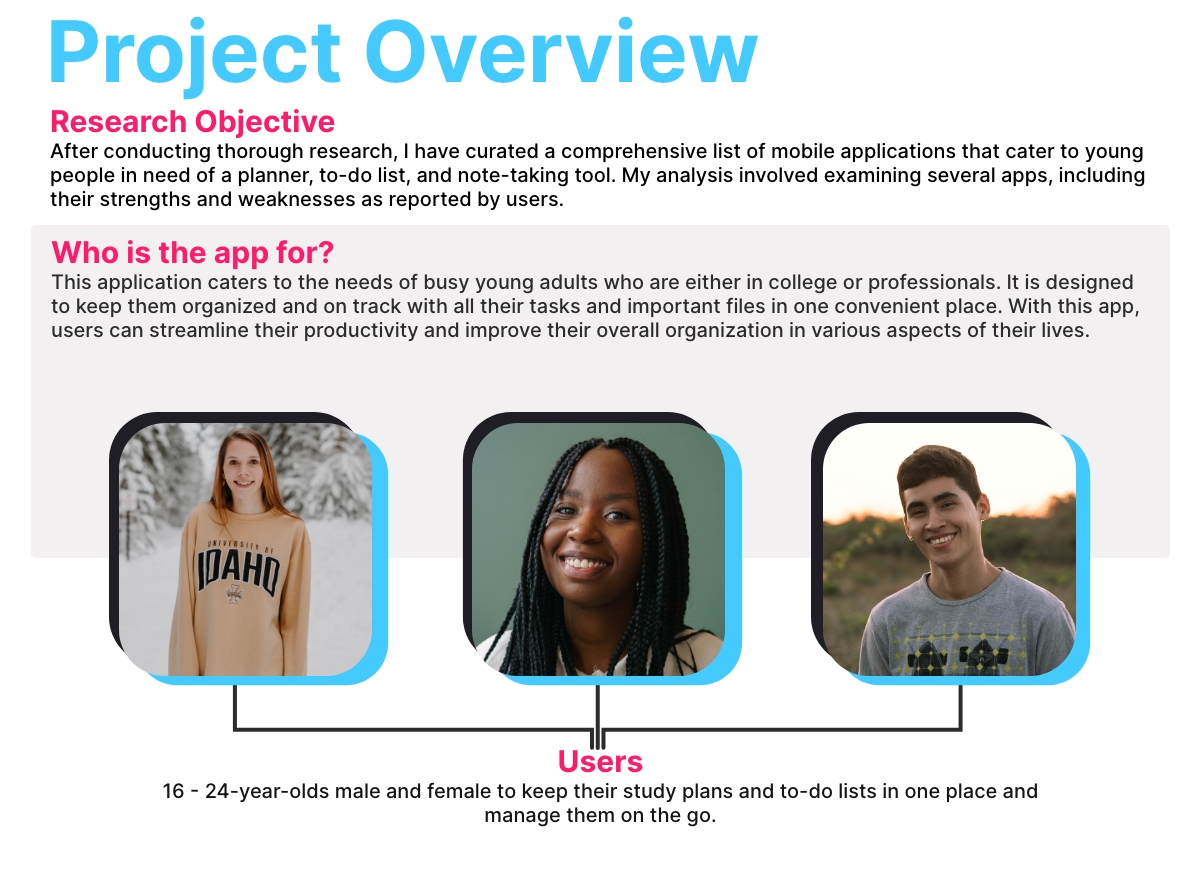 Project Overview
Research Objective
After conducting thorough research, I have curated a comprehensive list of mobile applications that cater to young
people in need of a planner, to-do list, and note-taking tool. My analysis involved examining several apps, including
their strengths and weaknesses as reported by users.
Who is the app for?
This application caters to the needs of busy young adults who are either in college or professionals. It is designed
to keep them organized and on track with all their tasks and important files in one convenient place. With this app,
users can streamline their productivity and improve their overall organization in various aspects of their lives.
UNIVERSITY OF
IDAHO
Users
16 - 24-year-olds male and female to keep their study plans and to-do lists in one place and
manage them on the go.